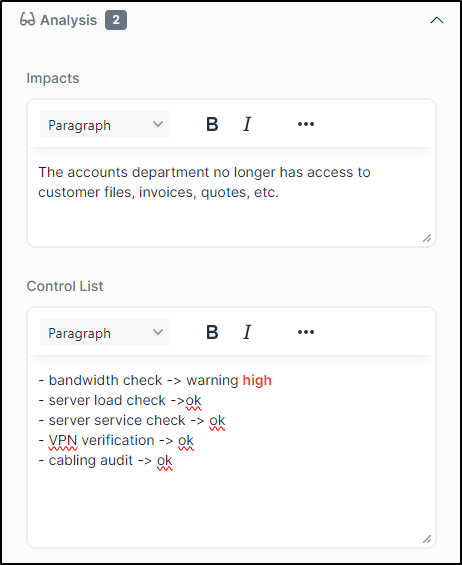 Analysis 2
Impacts
Paragraph B I ...
The accounts department no longer has access to
customer files, invoices, quotes, etc.
Control List
Paragraph B I ...
- bandwidth check -> warning high
- server load check ->ok
- server service check -> ok
- VPN verification -> ok
- cabling audit -> ok